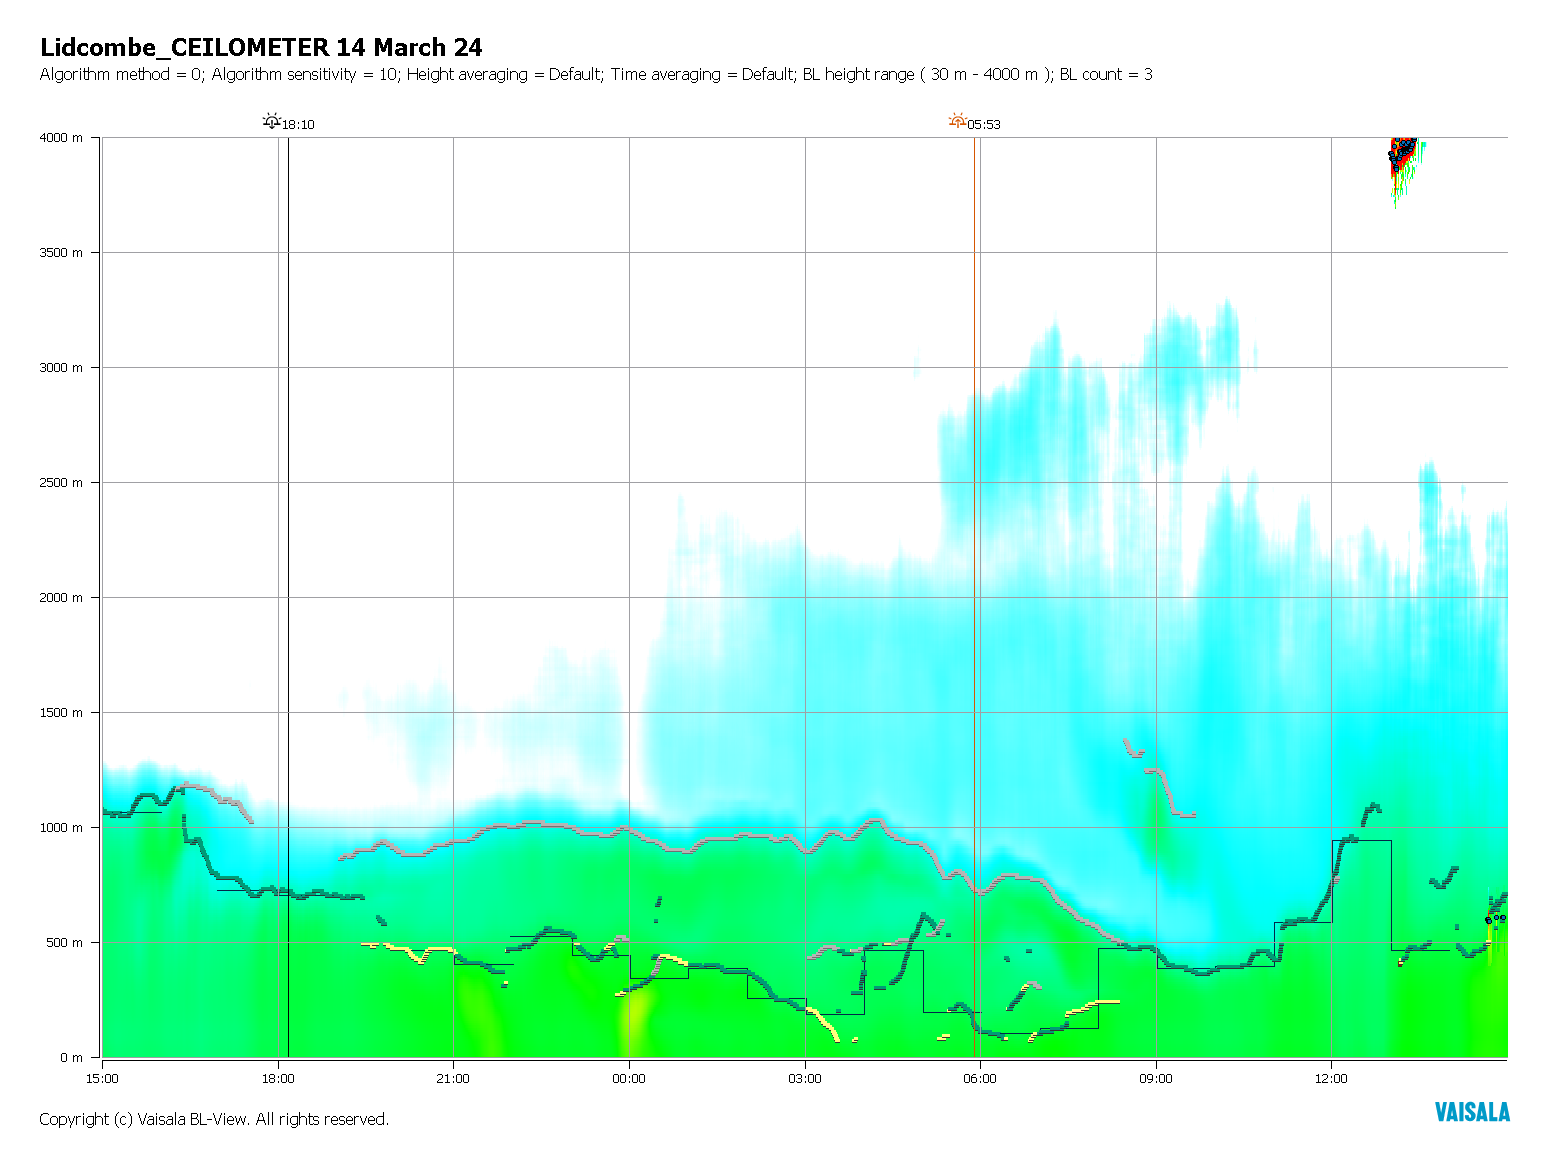 Lidcombe_CEILOMETER 14 March 24
Algorithm method = 0; Algorithm sensitivity = 10; Height averaging = Default; Time averaging = Default; BL height range ( 30 m - 4000 m ); BL count = 3
18:10
05:53
4000 m
3500 m
3000 m
2500 m
2000 m
1500 m
1000 m
500 m
0 m
15:00
18:00
21:00
00:00
03:00
06:00
09:00
12:00
Copyright (c) Vaisala BL-View. All rights reserved.
VAISALA